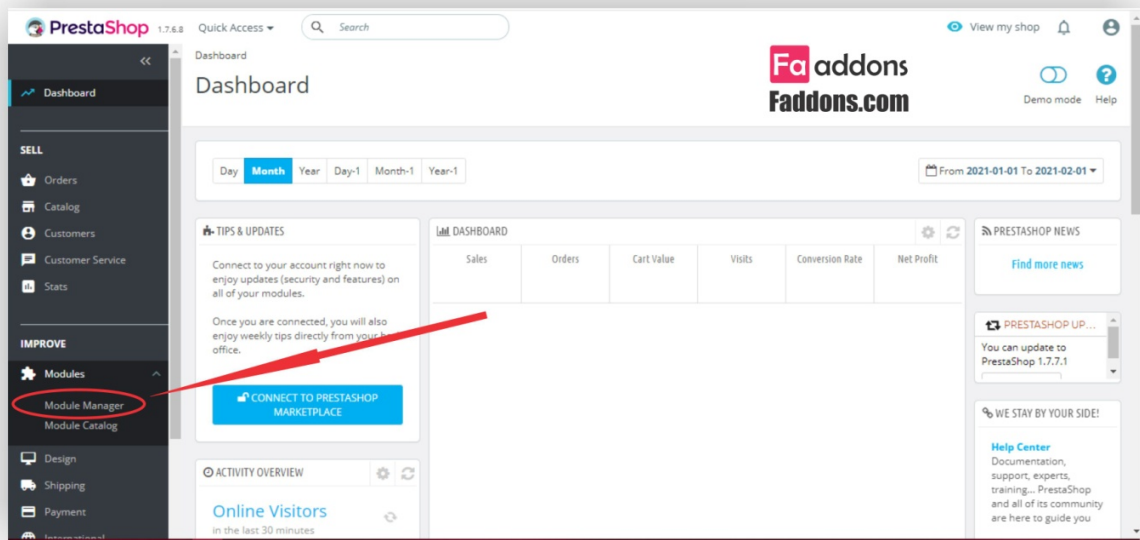 PrestaShop 1.7.6.8 Quick Access Search View my shop
Dashboard
Dashboard
Fa addons
Faddons.com
Demo mode Help
Dashboard
SELL
Orders
Catalog
Customers
Customer Service
Stats
IMPROVE
Modules
Module Manager
Module Catalog
Design
Shipping
Payment
International
Day Month Year Day-1 Month-1 Year-1
From 2021-01-01 To 2021-02-01
TIPS & UPDATES
Connect to your account right now to
enjoy updates (security and features) on
all of your modules.
Once you are connected, you will also
enjoy weekly tips directly from your
office.
CONNECT TO PRESTASHOP
MARKETPLACE
ACTIVITY OVERVIEW
Online Visitors
in the last 30 minutes
DASHBOARD
Sales Orders Cart Value Visits Conversion Rate Net Profit
PRESTASHOP NEWS
Find more news
PRESTASHOP UP...
You can update to
PrestaShop 1.7.7.1
WE STAY BY YOUR SIDE!
Help Center
Documentation,
support, experts,
training... PrestaShop
and all of its community
are here to guide you